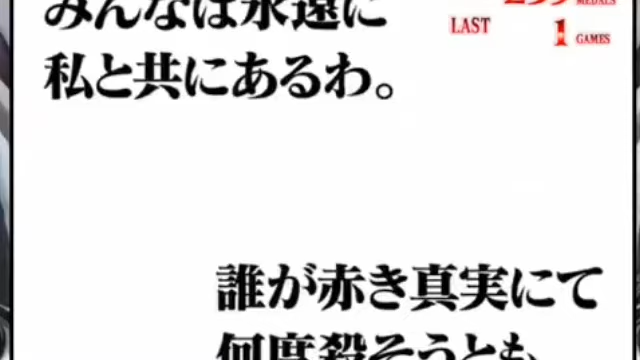 みんなは永遠に
私と共にあるわ。
MEDALS
LAST
1
GAMES
誰が赤き真実にて
何度殺そうとも、